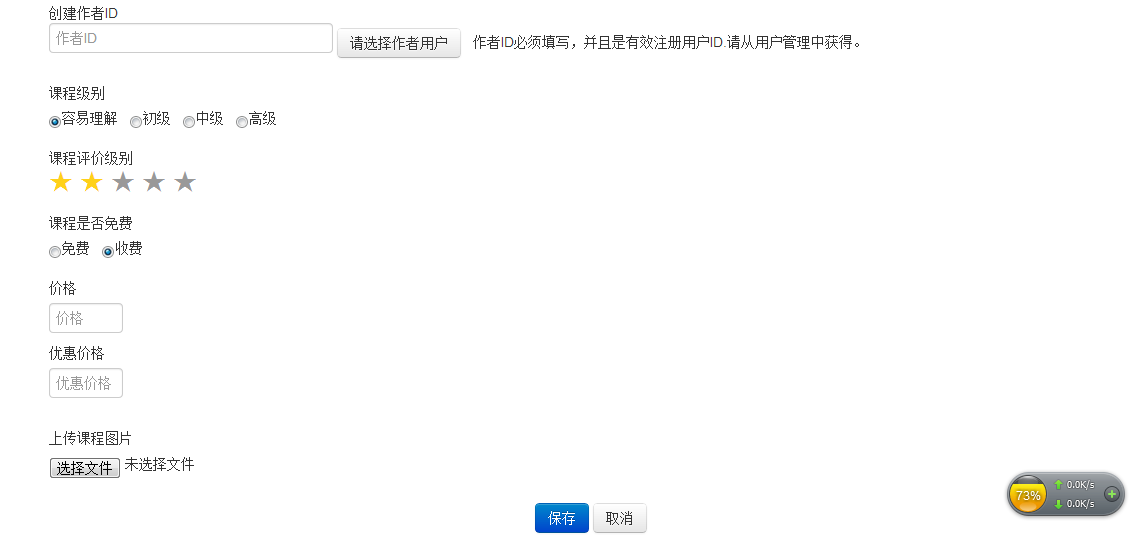 创建作者ID
作者ID 请选择作者用户 作者ID必须填写，并且是有效注册用户ID.请从用户管理中获得。
课程级别
容易理解 初级 中级 高级
课程评价级别
课程是否免费
免费 收费
价格
价格
优惠价格
优惠价格
上传课程图片
选择文件 未选择文件
73% 0.0K/s
0.0K/s
保存 取消